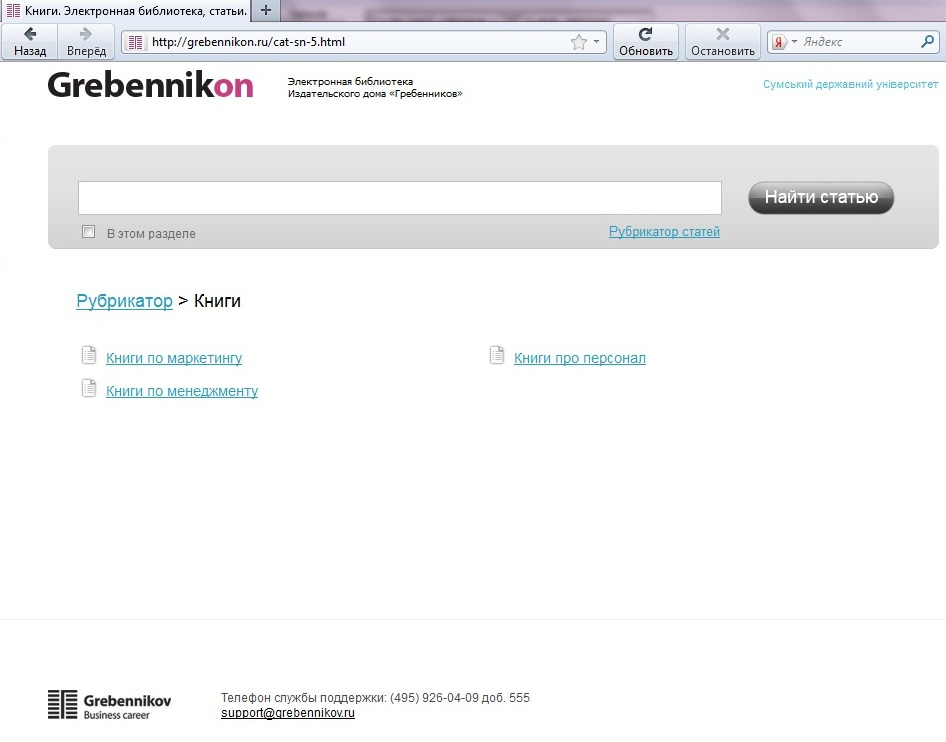 Книги. Электронная библиотека, статьи.
Назад
Вперёд
http://grebennikon.ru/cat-sn-5.html
Обновить
Остановить
Я Яндекс
Grebennikon
Электронная библиотека
Издательского дома «Гребенников»
Сумський державний університет
Найти статью
В этом разделе
Рубрикатор статей
Рубрикатор > Книги
Книги по маркетингу
Книги про персонал
Книги по менеджменту
Grebennikov
Business career
Телефон службы поддержки: (495) 926-04-09 доб. 555
support@grebennikov.ru